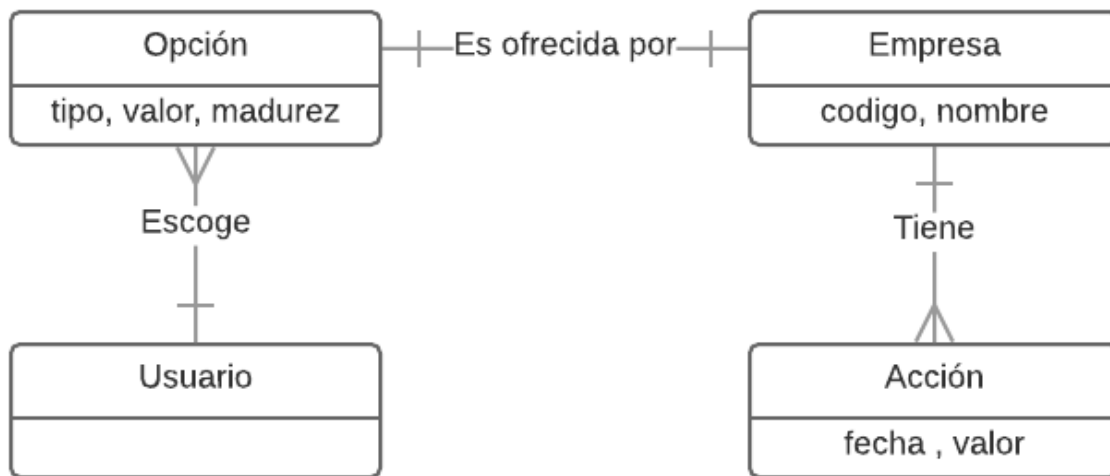 Opción
Es ofrecida por
Empresa
tipo, valor, madurez
codigo, nombre
Escoge
Tiene
Usuario
Acción
fecha , valor